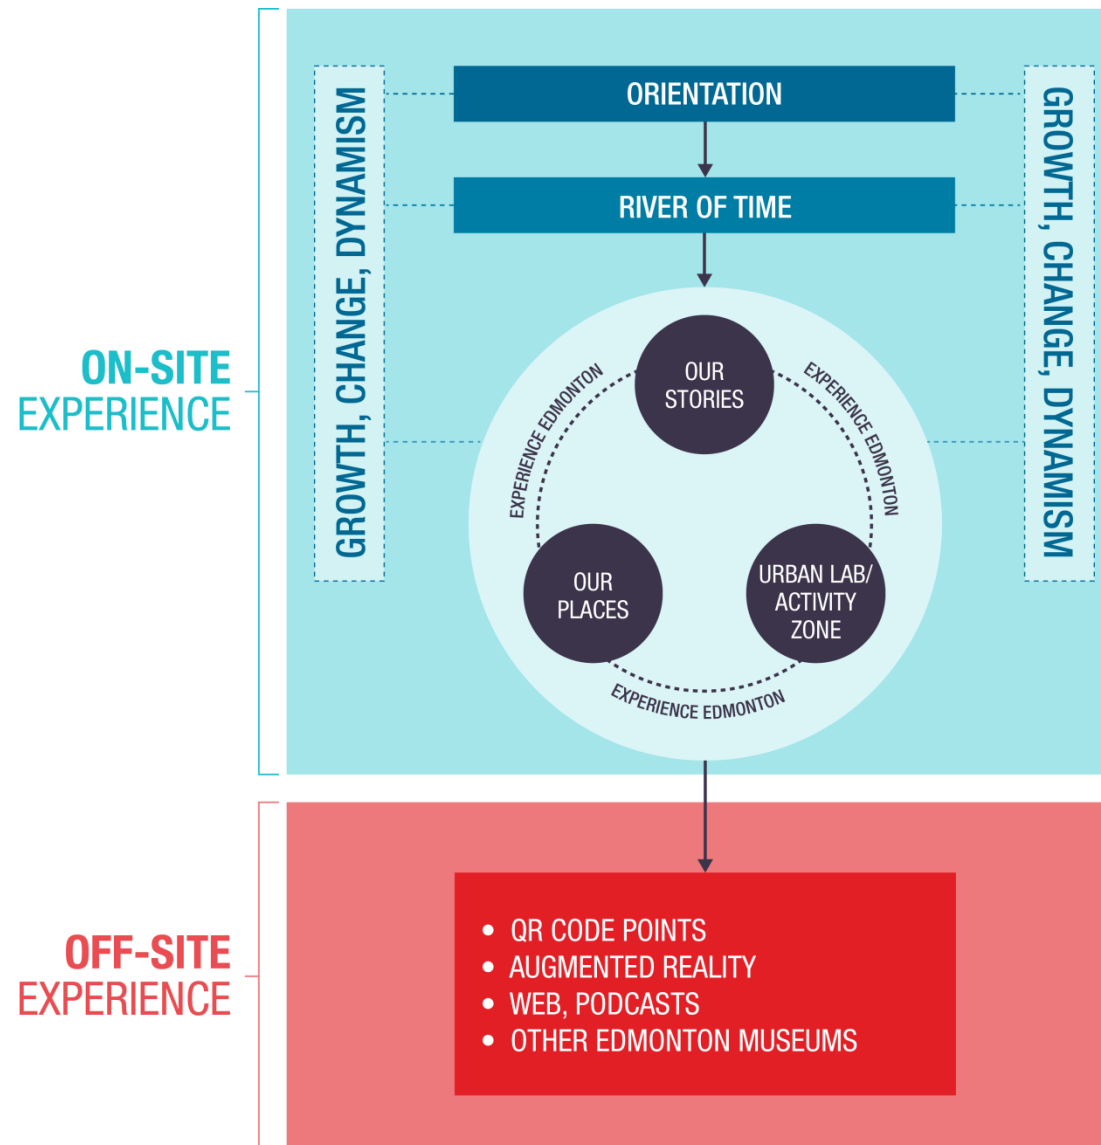 ON-SITE
EXPERIENCE
GROWTH, CHANGE, DYNAMISM
ORIENTATION
RIVER OF TIME
GROWTH, CHANGE, DYNAMISM
OUR
STORIES
EXPERIENCE EDMONTON
EXPERIENCE EDMONTON
OUR
PLACES
URBAN LAB/
ACTIVITY
ZONE
EXPERIENCE EDMONTON
OFF-SITE
EXPERIENCE
• QR CODE POINTS
• AUGMENTED REALITY
• WEB, PODCASTS
• OTHER EDMONTON MUSEUMS